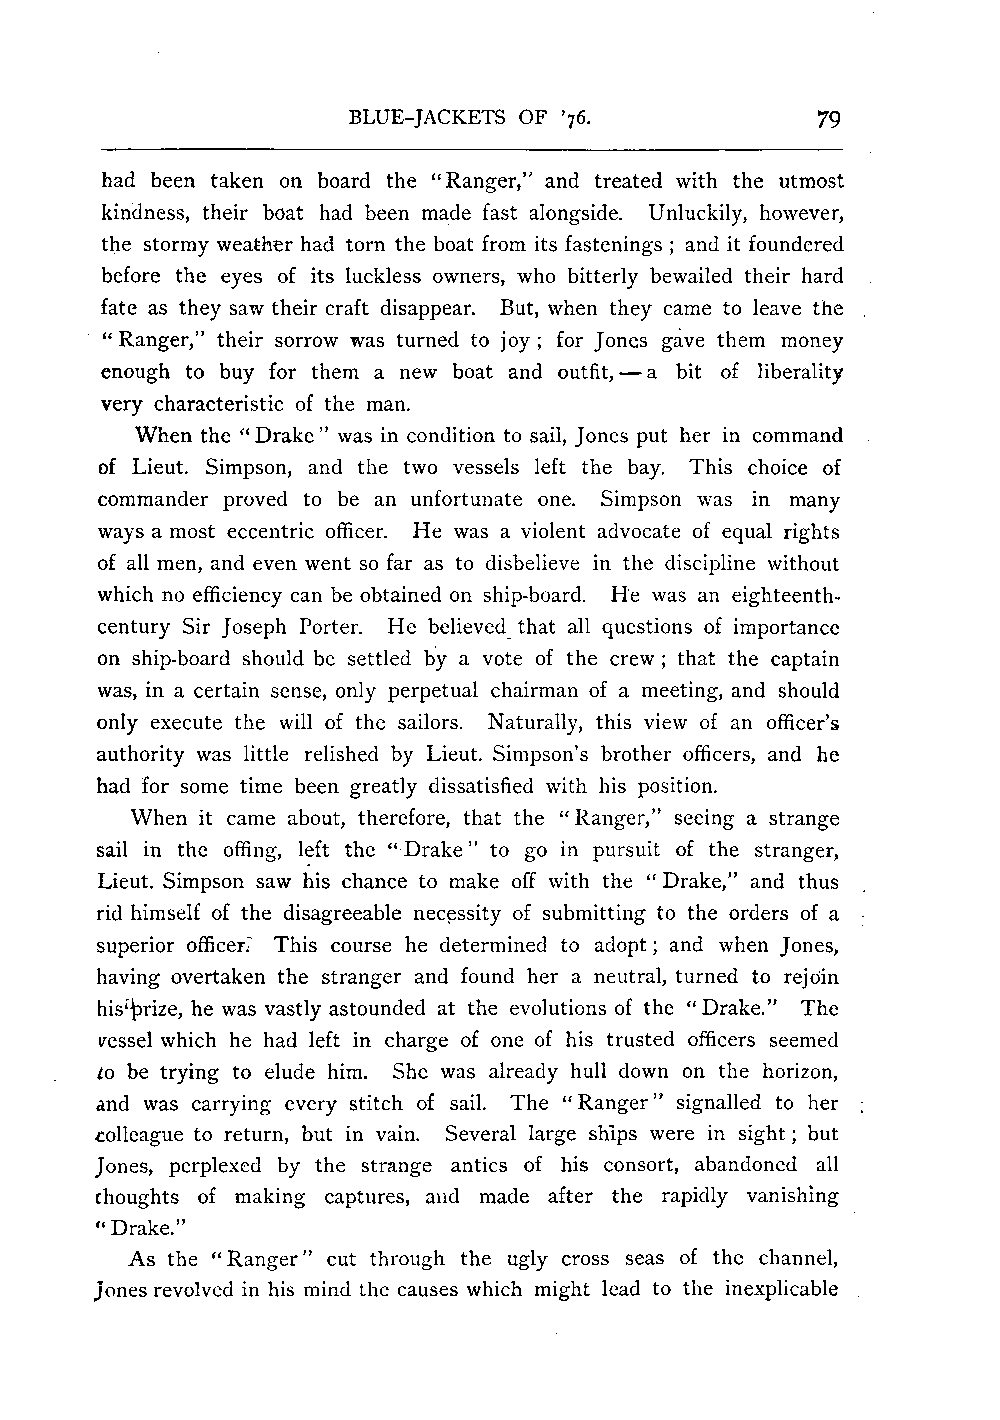 BLUE-JACKETS OF '76. 79
had been taken on board the "Ranger," and treated with the utmost
kindness, their boat had been made fast alongside. Unluckily, however,
the stormy weather had torn the boat from its fastenings ; and it foundered
before the eyes of its luckless owners, who bitterly bewailed their hard
fate as they saw their craft disappear. But, when they came to leave the
"Ranger," their sorrow was turned to joy ; for Jones gave them money
enough to buy for them a new boat and outfit, — a bit of liberality
very characteristic of the man.
When the "Drake" was in condition to sail, Jones put her in command
of Lieut. Simpson, and the two vessels left the bay. This choice of
commander proved to be an unfortunate one. Simpson was in many
ways a most eccentric officer. He was a violent advocate of equal rights
of all men, and even went so far as to disbelieve in the discipline without
which no efficiency can be obtained on ship-board. He was an eighteenth-
century Sir Joseph Porter. He believed that all questions of importance
on ship-board should be settled by a vote of the crew ; that the captain
was, in a certain sense, only perpetual chairman of a meeting, and should
only execute the will of the sailors. Naturally, this view of an officer's
authority was little relished by Lieut. Simpson's brother officers, and he
had for some time been greatly dissatisfied with his position.
When it came about, therefore, that the "Ranger," seeing a strange
sail in the offing, left the "Drake" to go in pursuit of the stranger,
Lieut. Simpson saw his chance to make off with the "Drake," and thus
rid himself of the disagreeable necessity of submitting to the orders of a
superior officer. This course he determined to adopt ; and when Jones,
having overtaken the stranger and found her a neutral, turned to rejoin
his prize, he was vastly astounded at the evolutions of the "Drake." The
vessel which he had left in charge of one of his trusted officers seemed
to be trying to elude him. She was already hull down on the horizon,
and was carrying every stitch of sail. The "Ranger" signalled to her
colleague to return, but in vain. Several large ships were in sight ; but
Jones, perplexed by the strange antics of his consort, abandoned all
thoughts of making captures, and made after the rapidly vanishing
"Drake."
As the "Ranger" cut through the ugly cross seas of the channel,
Jones revolved in his mind the causes which might lead to the inexplicable